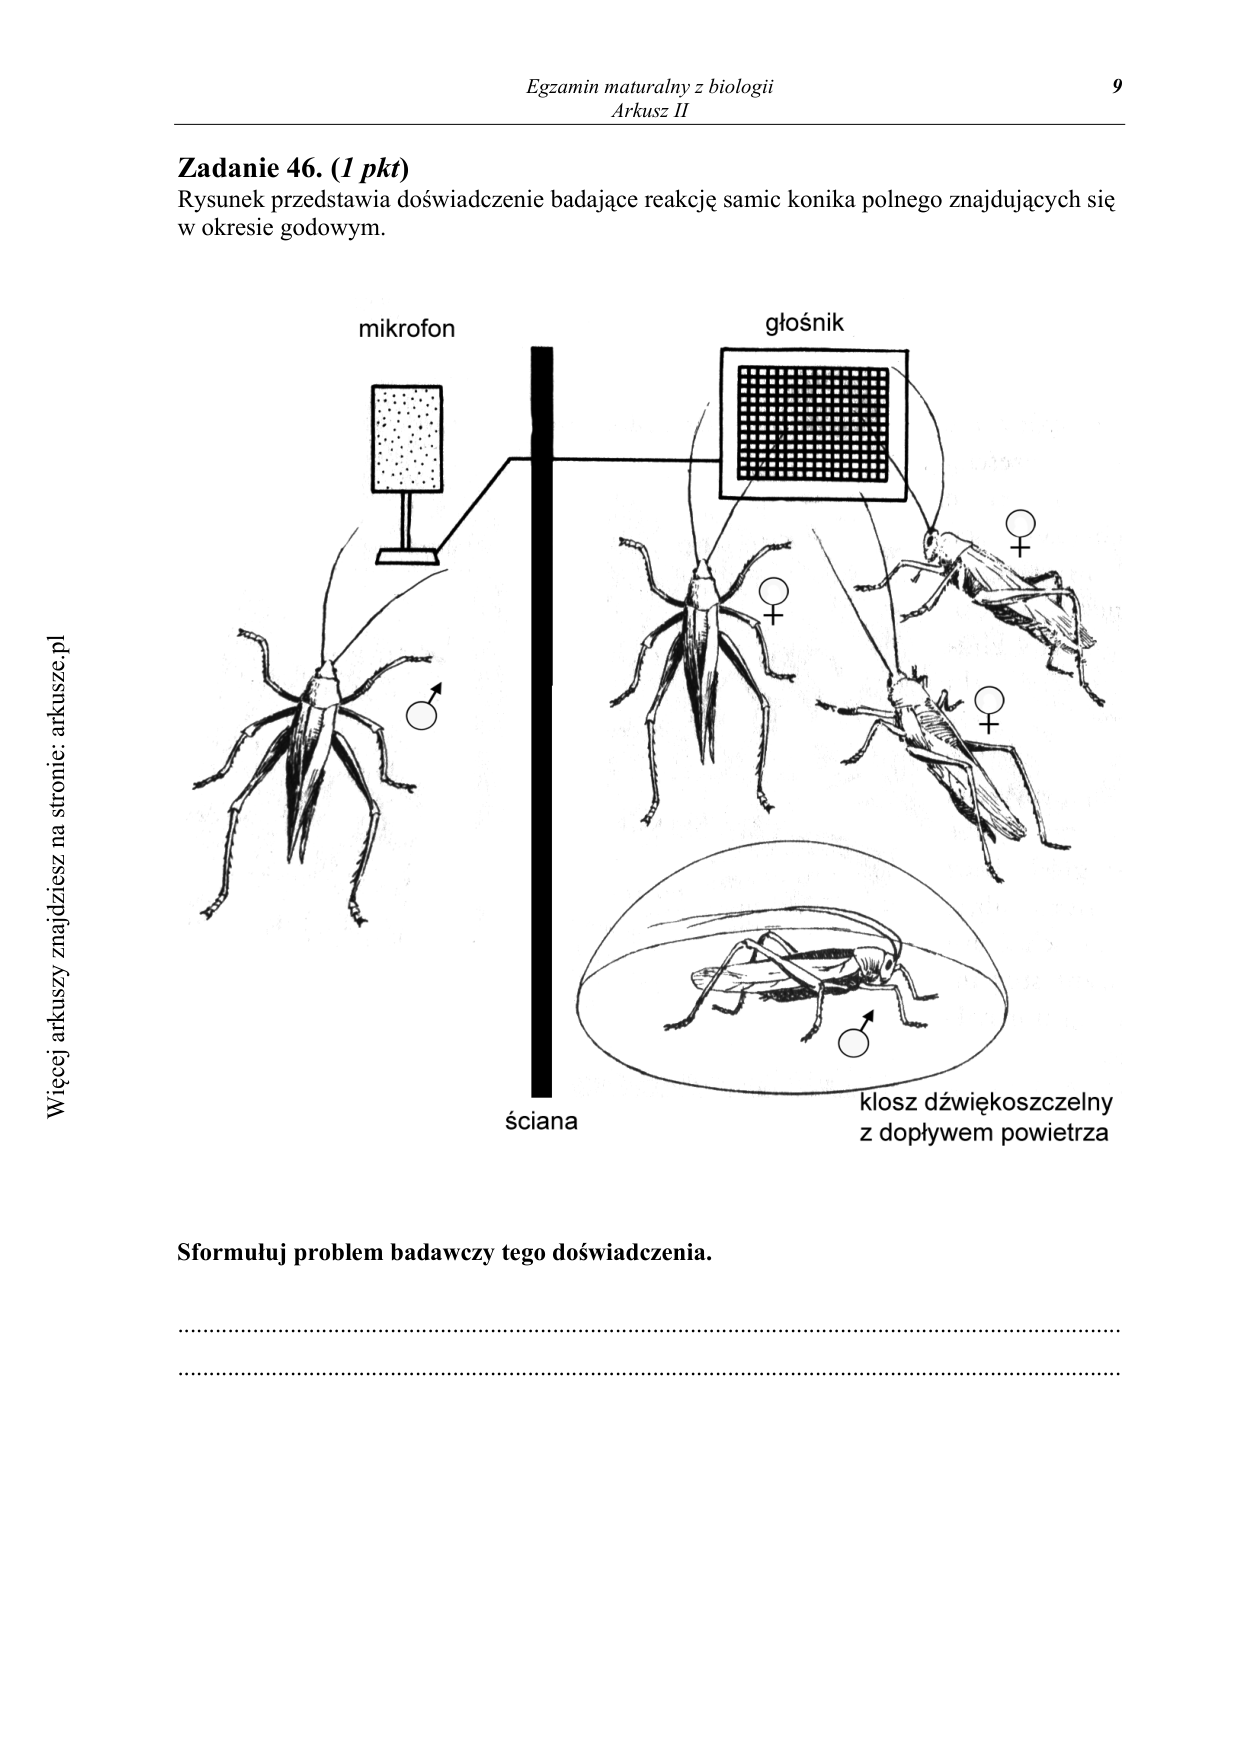 Egzamin maturalny z biologii
9
Arkusz II
Zadanie 46. (1 pkt)
Rysunek przedstawia doświadczenie badające reakcję samic konika polnego znajdujących się
w okresie godowym.
mikrofon
głośnik
ściana
klosz dźwiękoszczelny
z dopływem powietrza
Sformułuj problem badawczy tego doświadczenia.
Więcej arkuszy znajdziesz na stronie: arkusze.pl